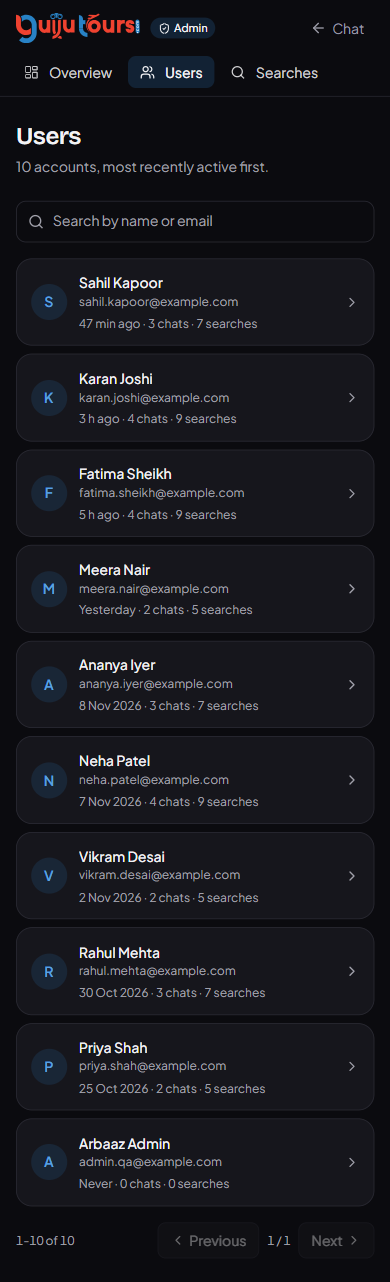 gujju tours
Admin
Chat
Overview
Users
Searches
Users
10 accounts, most recently active first.
Search by name or email
S
Sahil Kapoor
sahil.kapoor@example.com
47 min ago · 3 chats · 7 searches
K
Karan Joshi
karan.joshi@example.com
3 h ago · 4 chats · 9 searches
F
Fatima Sheikh
fatima.sheikh@example.com
5 h ago · 4 chats · 9 searches
M
Meera Nair
meera.nair@example.com
Yesterday · 2 chats · 5 searches
A
Ananya Iyer
ananya.iyer@example.com
8 Nov 2026 · 3 chats · 7 searches
N
Neha Patel
neha.patel@example.com
7 Nov 2026 · 4 chats · 9 searches
V
Vikram Desai
vikram.desai@example.com
2 Nov 2026 · 2 chats · 5 searches
R
Rahul Mehta
rahul.mehta@example.com
30 Oct 2026 · 3 chats · 7 searches
P
Priya Shah
priya.shah@example.com
25 Oct 2026 · 2 chats · 5 searches
A
Arbaaz Admin
admin.qa@example.com
Never · 0 chats · 0 searches
1–10 of 10
Previous
1 / 1
Next